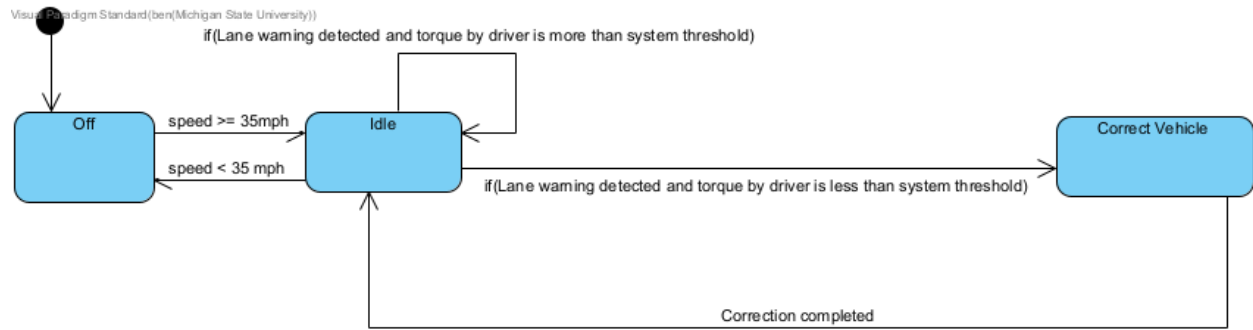 Visual Paradigm Standard(ben(Michigan State University))
if(Lane warning detected and torque by driver is more than system threshold)
Off
speed >= 35mph
Idle
Correct Vehicle
speed < 35 mph
if(Lane warning detected and torque by driver is less than system threshold)
Correction completed